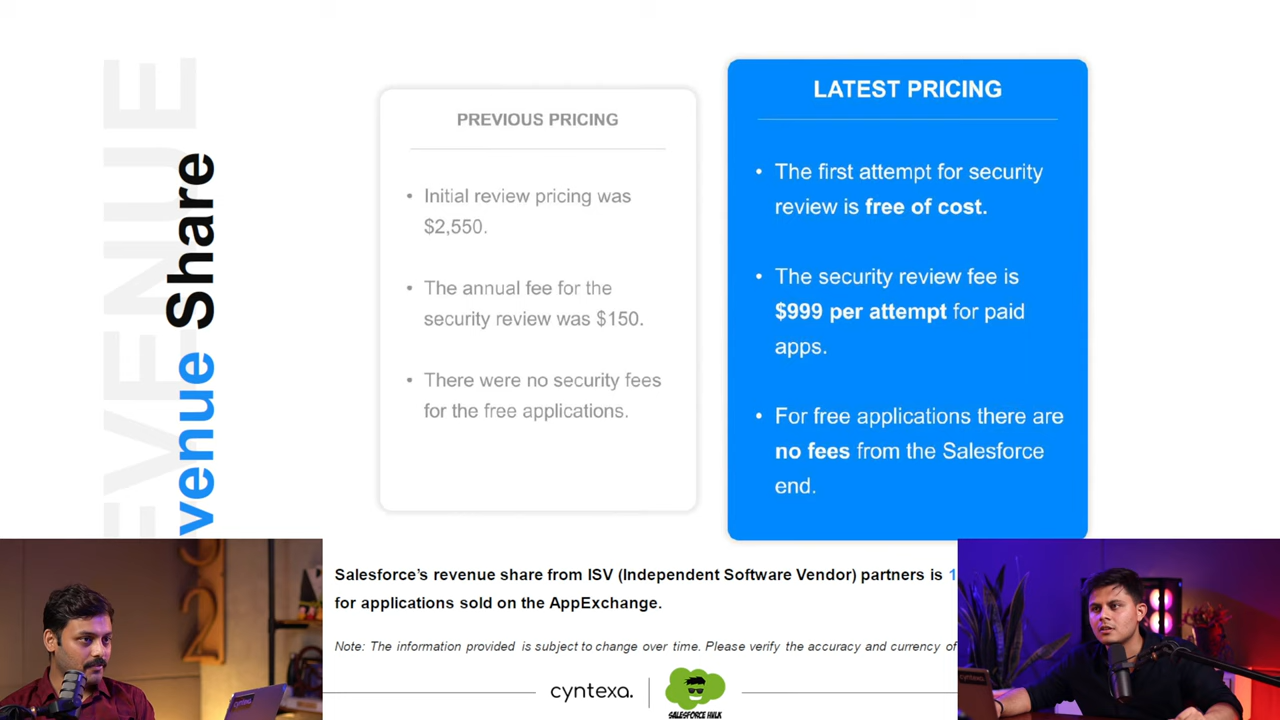 REVENUE
venue Share
PREVIOUS PRICING
• Initial review pricing was
$2,550.
• The annual fee for the
security review was $150.
• There were no security fees
for the free applications.
LATEST PRICING
• The first attempt for security
review is free of cost.
• The security review fee is
$999 per attempt for paid
apps.
• For free applications there are
no fees from the Salesforce
end.
Salesforce's revenue share from ISV (Independent Software Vendor) partners is 1
for applications sold on the AppExchange.
Note: The information provided is subject to change over time. Please verify the accuracy and currency of
cyntexa.
SALESFORCE HULK
CYNTEXA